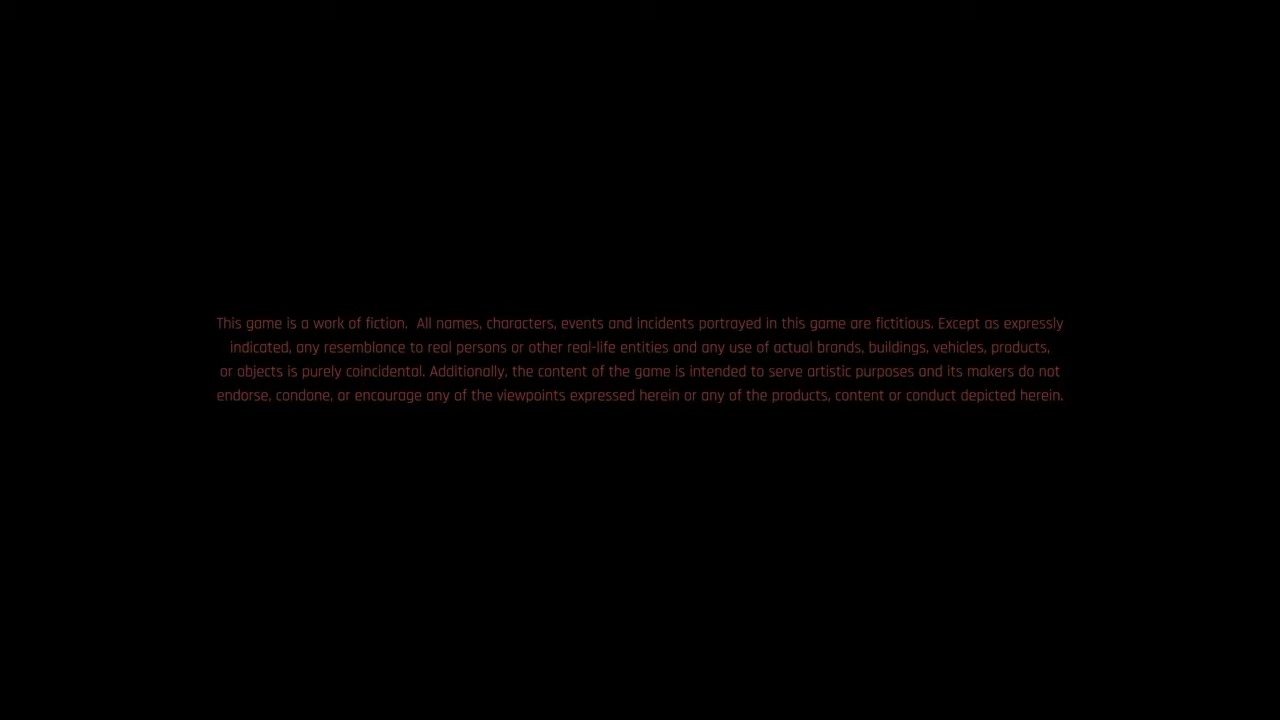 This game is a work of fiction.  All names, characters, events and incidents portrayed in this game are fictitious. Except as expressly
indicated, any resemblance to real persons or other real-life entities and any use of actual brands, buildings, vehicles, products,
or objects is purely coincidental. Additionally, the content of the game is intended to serve artistic purposes and its makers do not
endorse, condone, or encourage any of the viewpoints expressed herein or any of the products, content or conduct depicted herein.